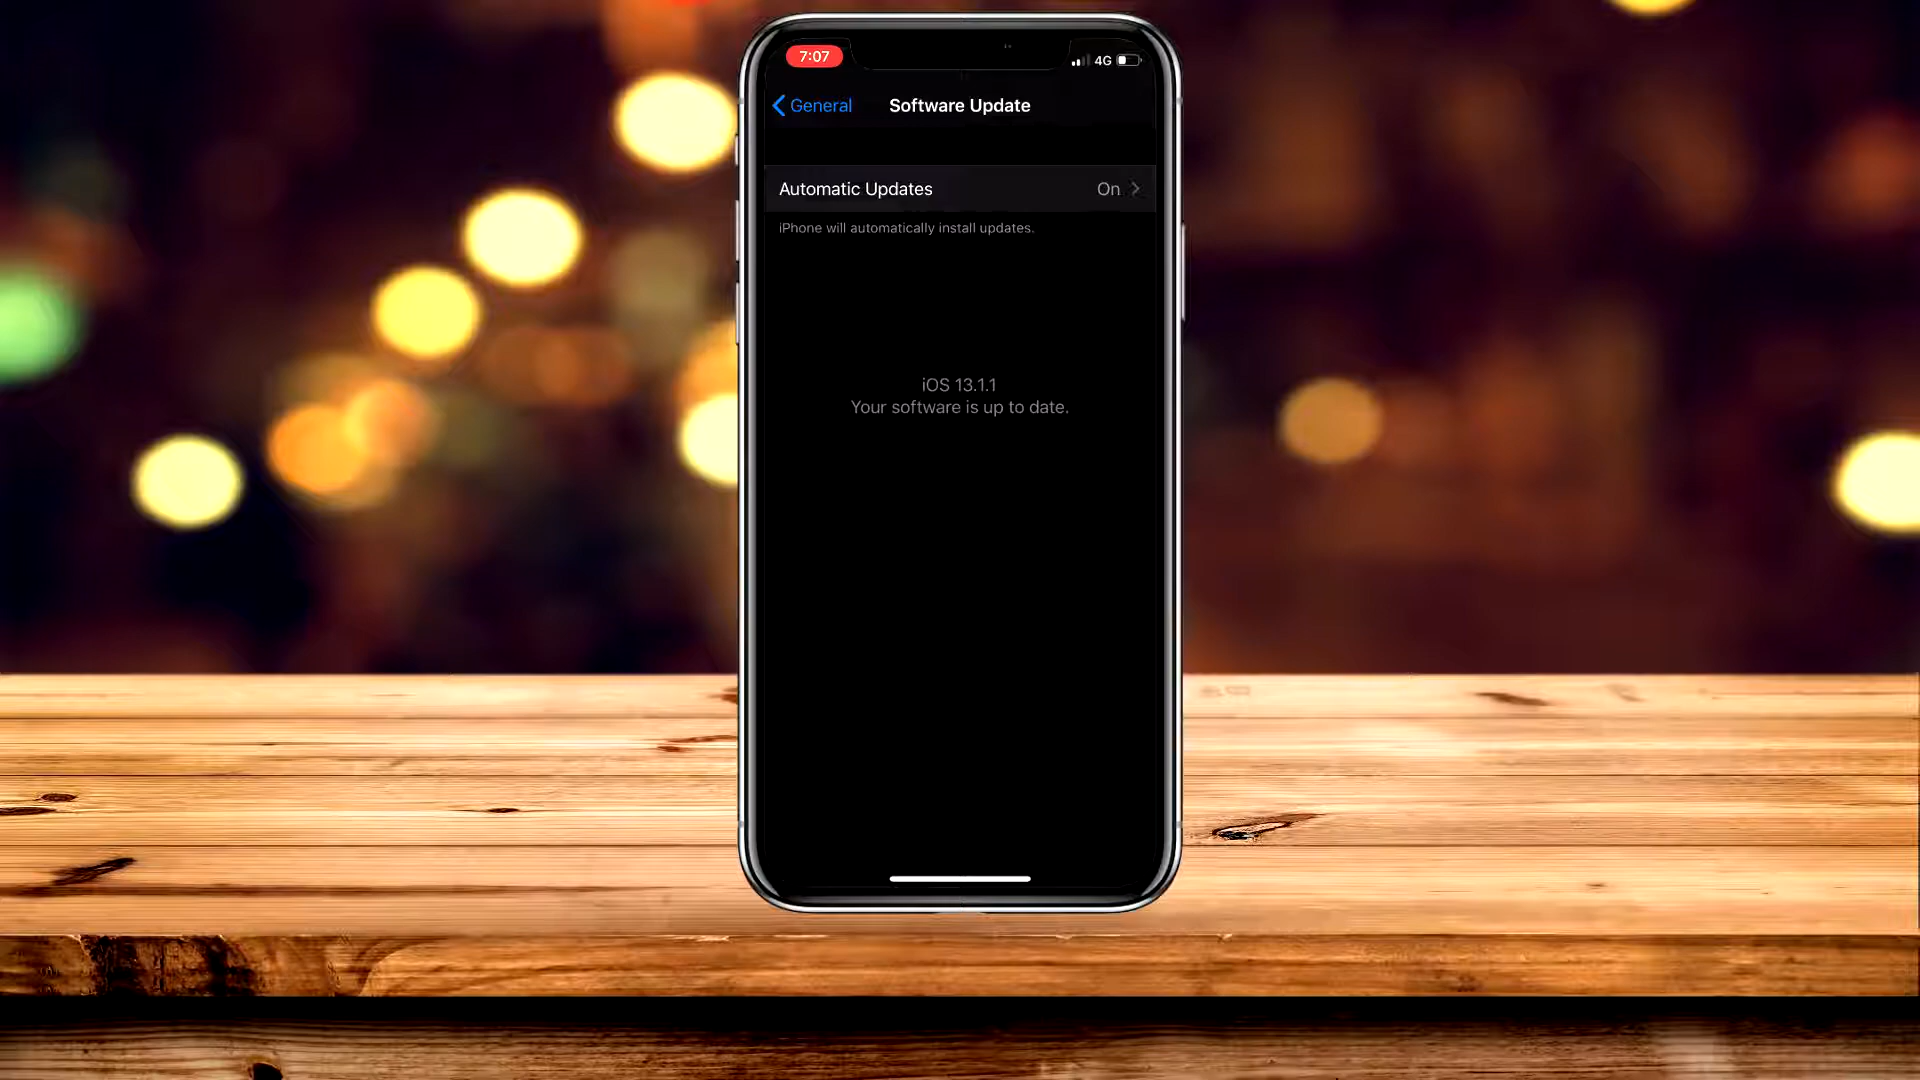 7:07
4G
General
Software Update
Automatic Updates
On
iPhone will automatically install updates.
iOS 13.1.1
Your software is up to date.